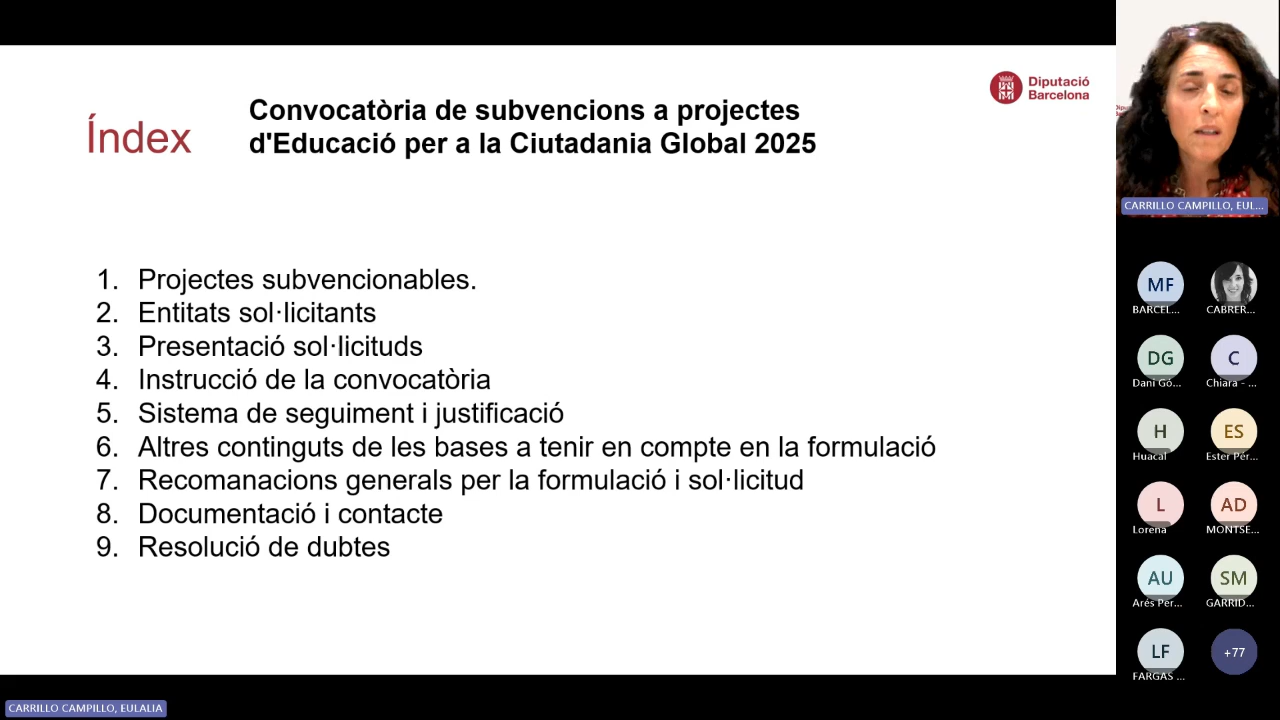 Índex
Convocatòria de subvencions a projectes
d'Educació per a la Ciutadania Global 2025
Diputació
Barcelona
1. Projectes subvencionables.
2. Entitats sol·licitants
3. Presentació sol·licituds
4. Instrucció de la convocatòria
5. Sistema de seguiment i justificació
6. Altres continguts de les bases a tenir en compte en la formulació
7. Recomanacions generals per la formulació i sol·licitud
8. Documentació i contacte
9. Resolució de dubtes
CARRILLO CAMPILLO, EUL...
MF
BARCEL...
CABRER...
DG
Dani Gó...
C
Chiara - ...
H
Huacal
ES
Ester Pér...
L
Lorena
AD
MONTSE...
AU
Arés Per...
SM
GARRID...
LF
FARGAS ...
+77
CARRILLO CAMPILLO, EULALIA